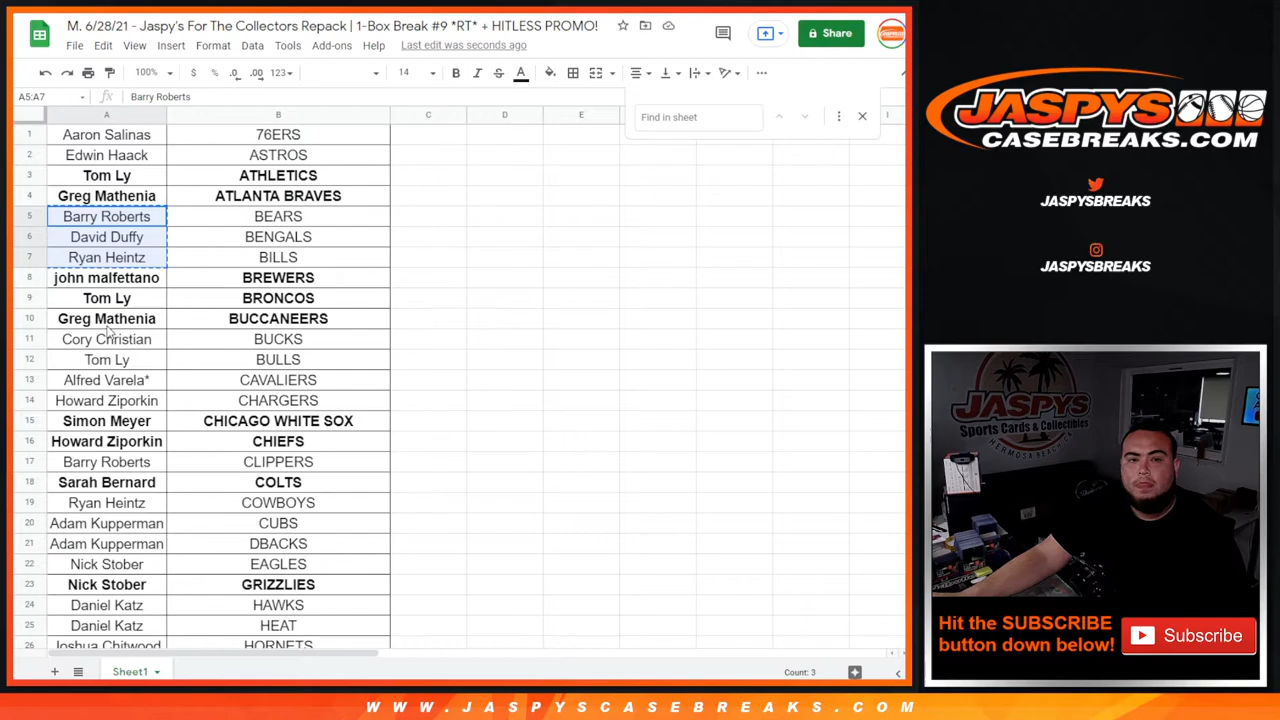 M. 6/28/21 - Jaspy's For The Collectors Repack | 1-Box Break #9 *RT* + HITLESS PROMO!
File Edit View Insert Format Data Tools Add-ons Help Last edit was seconds ago
Share
100% $ % .0 .00 123 14 B I S A
A5:A7 fx Barry Roberts
Find in sheet
A B C D E I
1 Aaron Salinas 76ERS
2 Edwin Haack ASTROS
3 Tom Ly ATHLETICS
4 Greg Mathenia ATLANTA BRAVES
5 Barry Roberts BEARS
6 David Duffy BENGALS
7 Ryan Heintz BILLS
8 john malfettano BREWERS
9 Tom Ly BRONCOS
10 Greg Mathenia BUCCANEERS
11 Cory Christian BUCKS
12 Tom Ly BULLS
13 Alfred Varela* CAVALIERS
14 Howard Ziporkin CHARGERS
15 Simon Meyer CHICAGO WHITE SOX
16 Howard Ziporkin CHIEFS
17 Barry Roberts CLIPPERS
18 Sarah Bernard COLTS
19 Ryan Heintz COWBOYS
20 Adam Kupperman CUBS
21 Adam Kupperman DBACKS
22 Nick Stober EAGLES
23 Nick Stober GRIZZLIES
24 Daniel Katz HAWKS
25 Daniel Katz HEAT
26 Joshua Chitwood HORNETS
Sheet1
Count: 3
JASPYS
CASEBREAKS.COM
JASPYSBREAKS
JASPYSBREAKS
JASPYS
Sports Cards & Collectibles
HERMOSA BEACH, CA
Hit the SUBSCRIBE
button down below!
Subscribe
WWW.JASPYSCASEBREAKS.COM